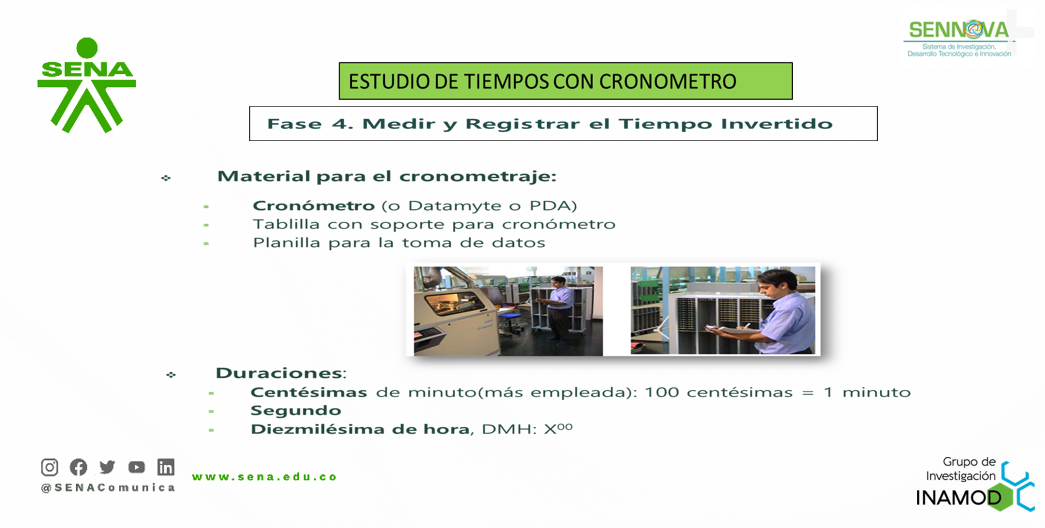 SENA
SENNOVA
Sistema de Investigación,
Desarrollo Tecnológico e Innovación
ESTUDIO DE TIEMPOS CON CRONOMETRO
Fase 4. Medir y Registrar el Tiempo Invertido
Material para el cronometraje:
Cronómetro (o Datamyte o PDA)
Tablilla con soporte para cronómetro
Planilla para la toma de datos
Duraciones:
Centésimas de minuto(más empleada): 100 centésimas = 1 minuto
Segundo
Diezmilésima de hora, DMH: X⁰⁰
@SENAComunica
www.sena.edu.co
Grupo de
Investigación
INAMOD